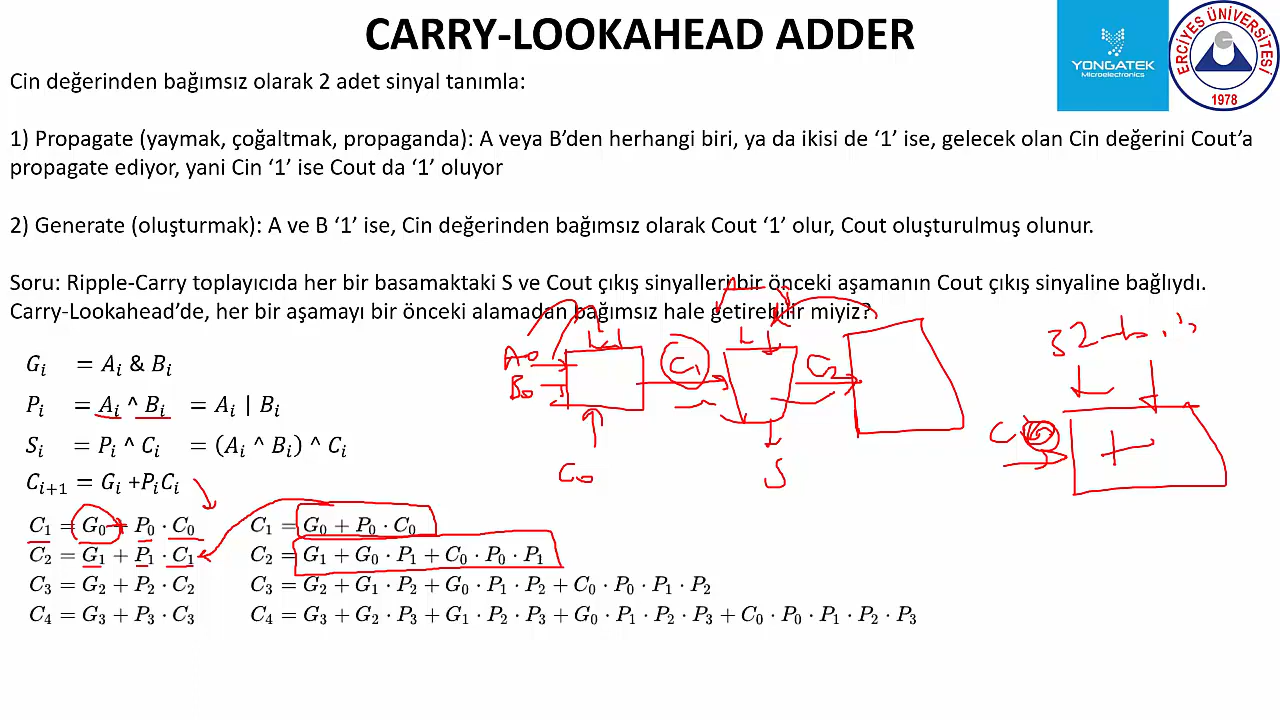 CARRY-LOOKAHEAD ADDER
YONGATEK
Microelectronics
ERCİYES ÜNİVERSİTESİ
1978
Cin değerinden bağımsız olarak 2 adet sinyal tanımla:
1) Propagate (yaymak, çoğaltmak, propaganda): A veya B’den herhangi biri, ya da ikisi de ‘1’ ise, gelecek olan Cin değerini Cout’a
propagate ediyor, yani Cin ‘1’ ise Cout da ‘1’ oluyor
2) Generate (oluşturmak): A ve B ‘1’ ise, Cin değerinden bağımsız olarak Cout ‘1’ olur, Cout oluşturulmuş olunur.
Soru: Ripple-Carry toplayıcıda her bir basamaktaki S ve Cout çıkış sinyalleri bir önceki aşamanın Cout çıkış sinyaline bağlıydı.
Carry-Lookahead’de, her bir aşamayı bir önceki alamadan bağımsız hale getirebilir miyiz?
G_i = A_i & B_i
P_i = A_i ^ B_i = A_i | B_i
S_i = P_i ^ C_i = (A_i ^ B_i) ^ C_i
C_{i+1} = G_i +P_iC_i
C_1 = G_0 + P_0 · C_0 C_1 = G_0 + P_0 · C_0
C_2 = G_1 + P_1 · C_1 C_2 = G_1 + G_0 · P_1 + C_0 · P_0 · P_1
C_3 = G_2 + P_2 · C_2 C_3 = G_2 + G_1 · P_2 + G_0 · P_1 · P_2 + C_0 · P_0 · P_1 · P_2
C_4 = G_3 + P_3 · C_3 C_4 = G_3 + G_2 · P_3 + G_1 · P_2 · P_3 + G_0 · P_1 · P_2 · P_3 + C_0 · P_0 · P_1 · P_2 · P_3
A0
B0
C0
C1
S
C2
+